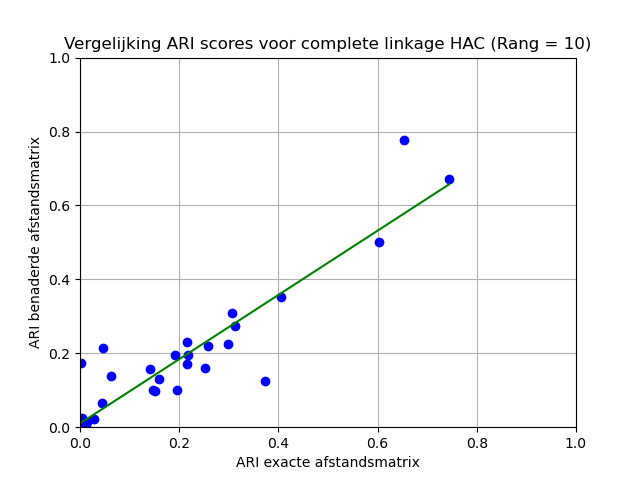 Vergelijking ARI scores voor complete linkage HAC (Rang = 10)
1.0
0.8
0.6
0.4
0.2
0.0
ARI benaderde afstandsmatrix
0.0 0.2 0.4 0.6 0.8 1.0
ARI exacte afstandsmatrix